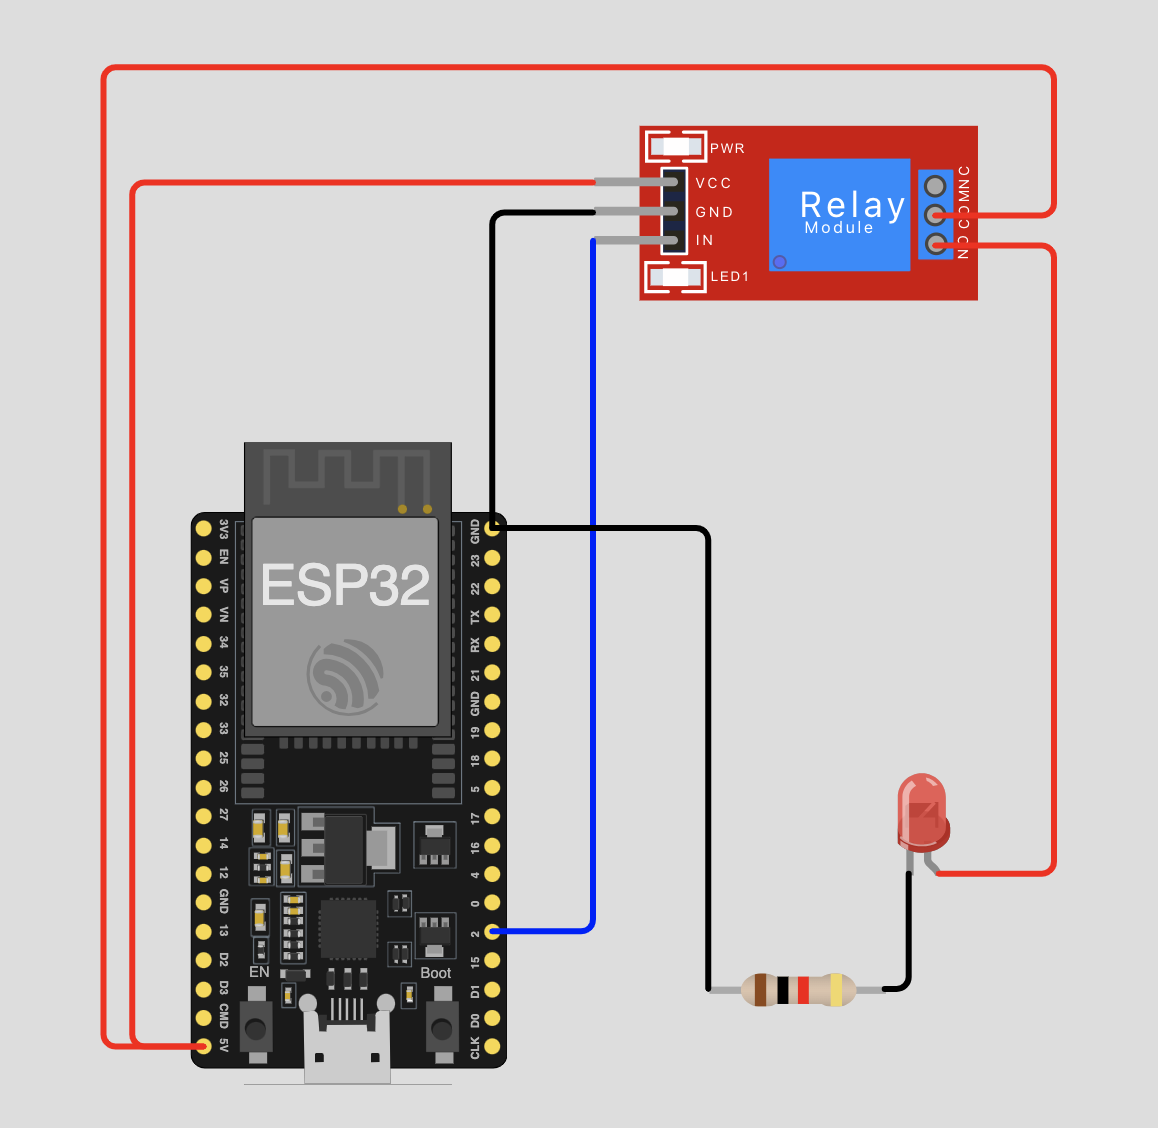 PWR
VCC
GND
IN
LED1
Relay
Module
NC
COM
NO
ESP32
3V3
EN
VP
VN
34
35
32
33
25
26
27
14
12
GND
13
D2
D3
CMD
5V
GND
23
22
TX
RX
21
GND
19
18
5
17
16
4
0
2
15
D1
D0
CLK
EN
Boot